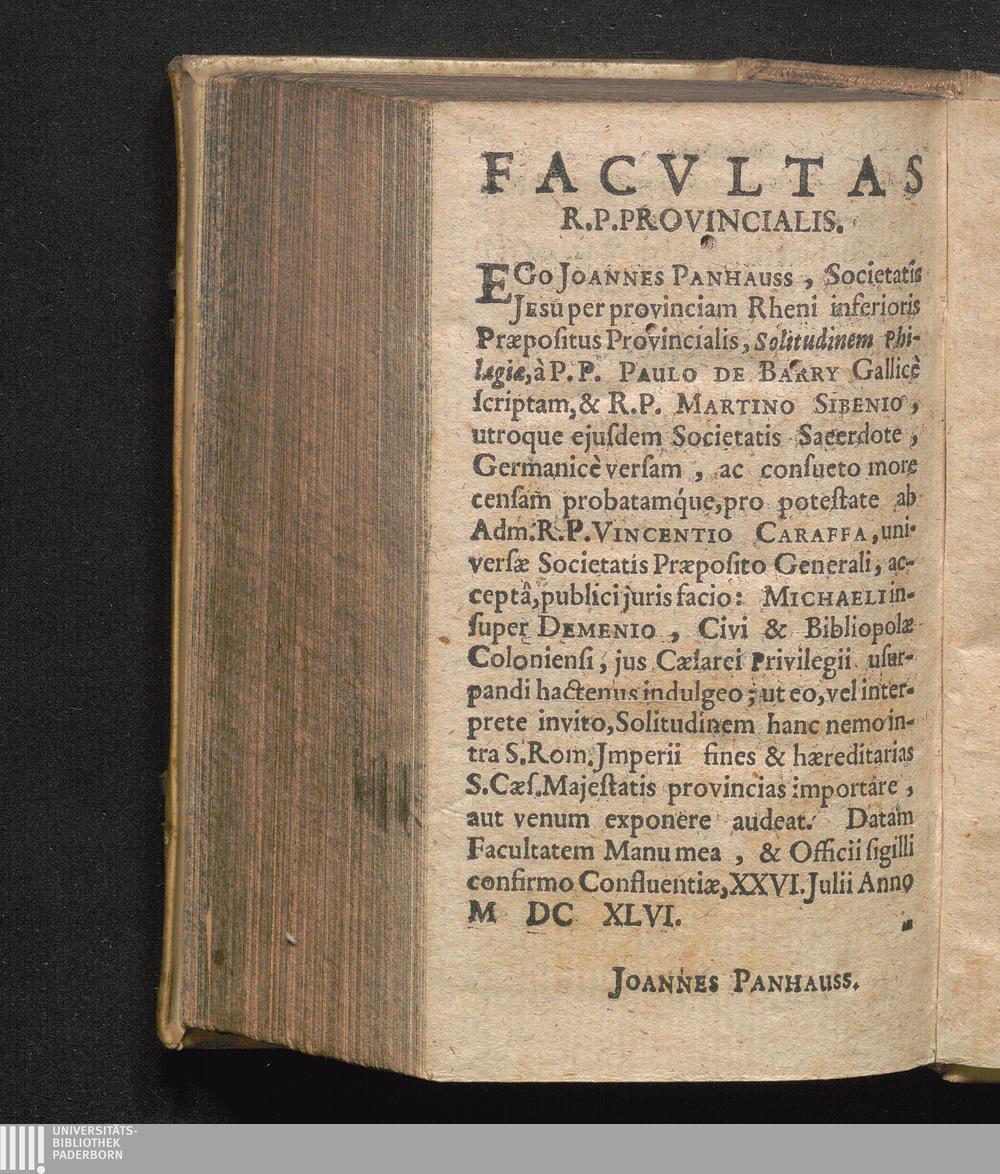 FACVLTAS
R.P.PROVINCIALIS.
EGo JOANNES PANHAUSS, Societatis
JESU per provinciam Rheni inferioris
Præpoſitus Provincialis, Solitudinem Phi-
lagiæ, à P. P. PAULO DE BARRY Gallicè
ſcriptam, & R.P. MARTINO SIBENIO,
utroque ejuſdem Societatis Sacerdote,
Germanicè verſam, ac conſueto more
cenſam probatamq́ue, pro poteſtate ab
Adm. R.P. VINCENTIO CARAFFA, uni-
verſæ Societatis Præpoſito Generali, ac-
ceptâ, publici juris facio: MICHAELI in-
ſuper DEMENIO, Civi & Bibliopolæ
Colonienſi, jus Cæſarei Privilegii uſur-
pandi hactenus indulgeo; ut eo, vel inter-
prete invito, Solitudinem hanc nemo in-
tra S. Rom. Jmperii fines & hæreditarias
S. Cæſ. Majeſtatis provincias importare,
aut venum exponere audeat. Datam
Facultatem Manu mea, & Officii ſigilli
confirmo Confluentiæ, XXVI. Julii Anno
M DC XLVI.
JOANNES PANHAUSS.
UNIVERSITÄTS-
BIBLIOTHEK
PADERBORN